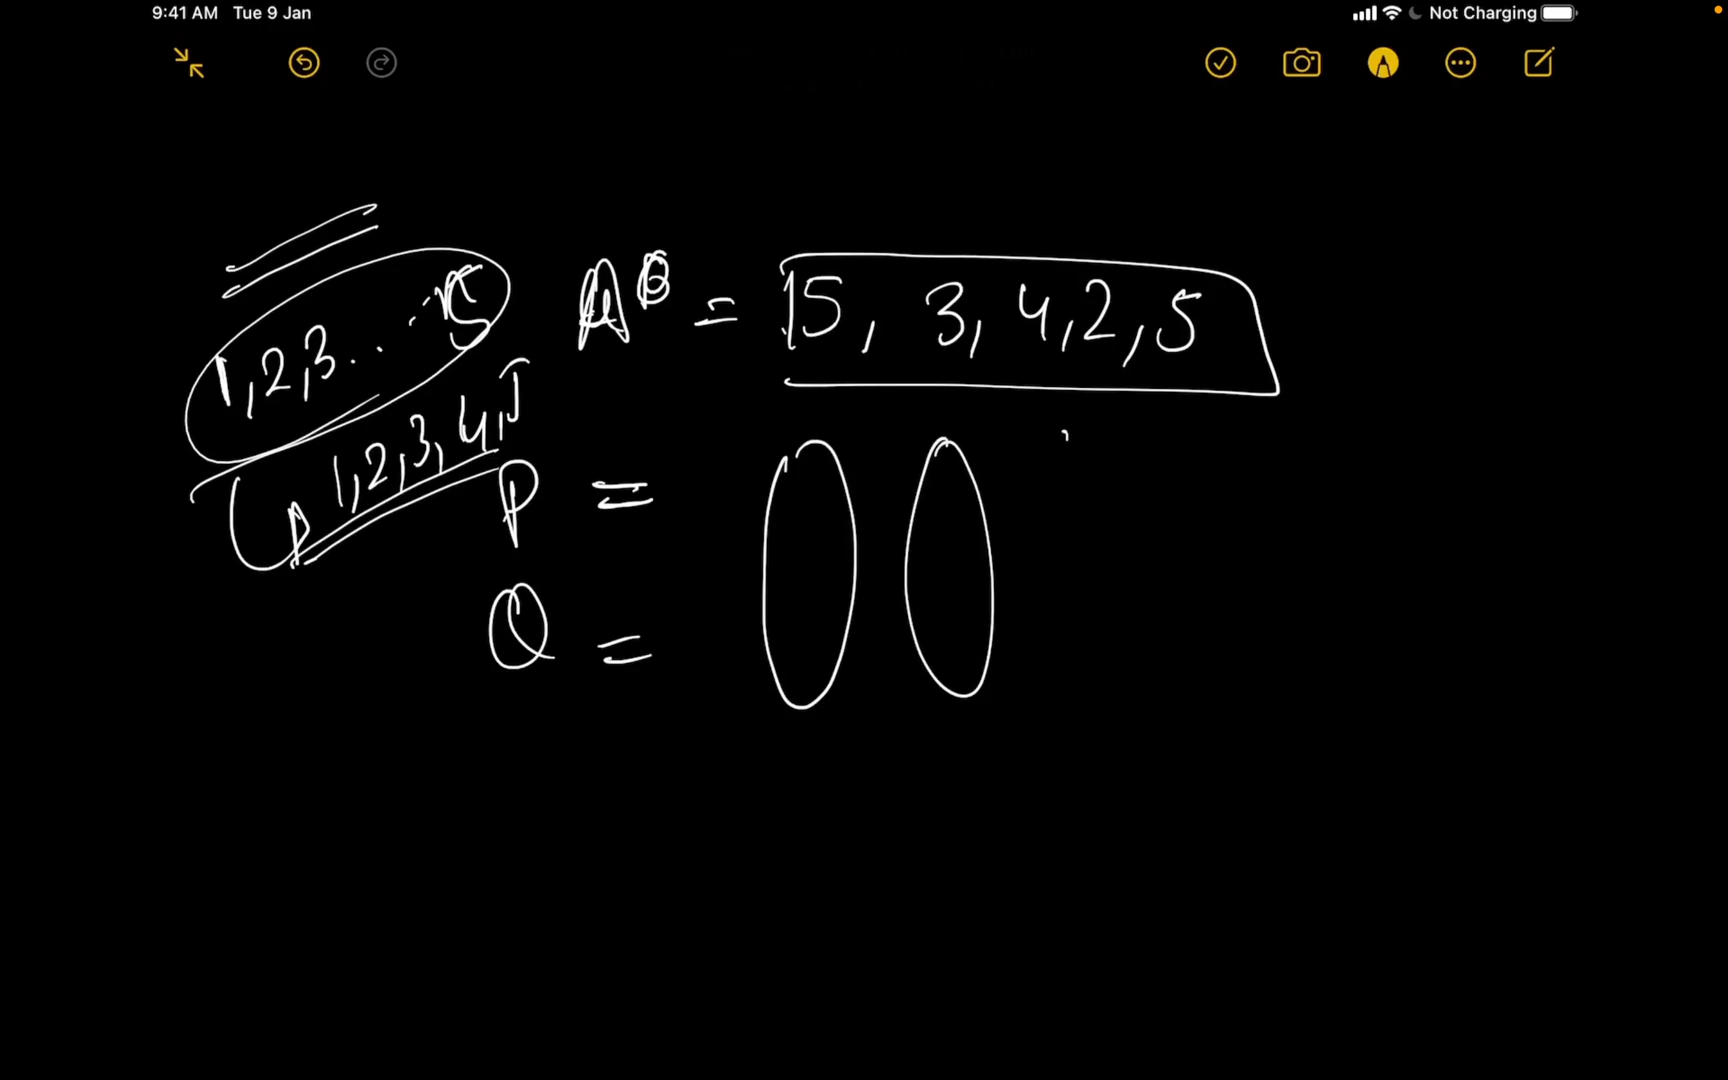 9:41 AM Tue 9 Jan
Not Charging
B = 15, 3, 4, 2, 5
1, 2, 3...
1, 2, 3, 4, 5
P =
Q =